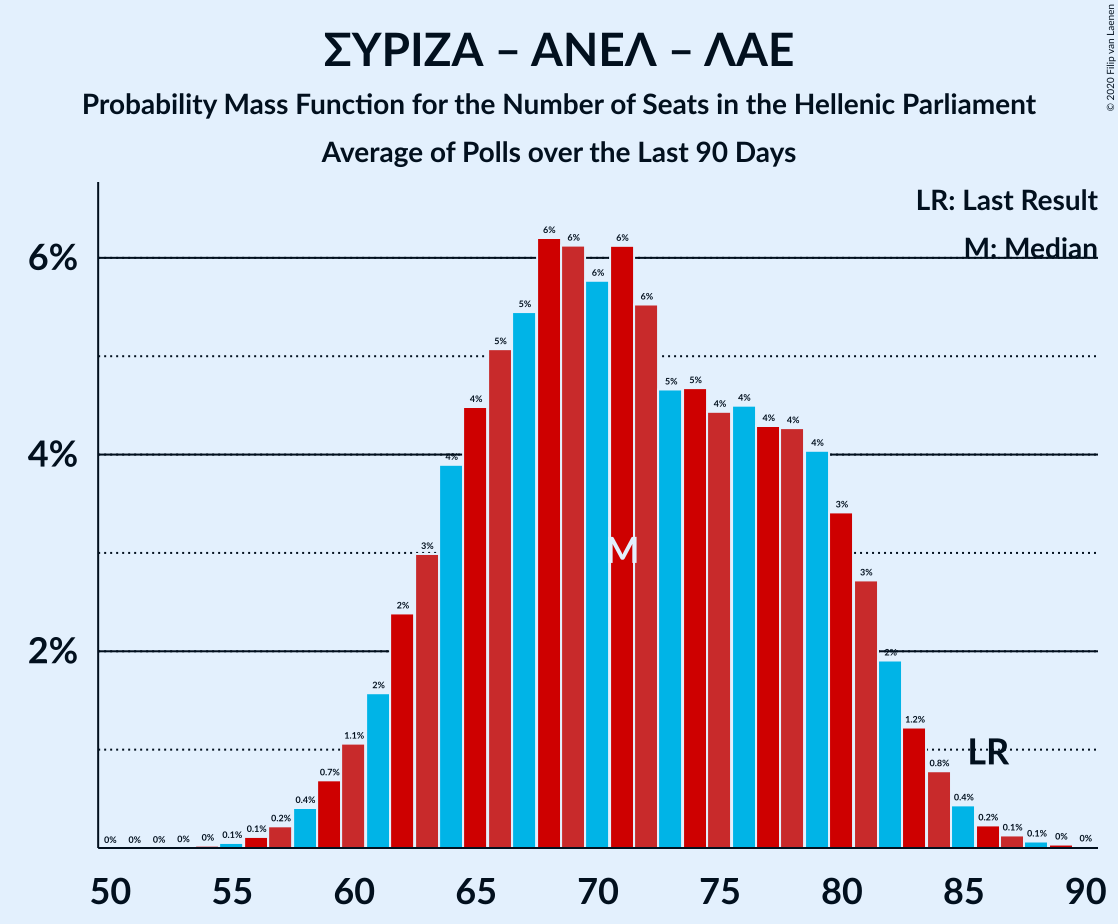 ΣΥΡΙΖΑ – ΑΝΕΛ – ΛΑΕ
Probability Mass Function for the Number of Seats in the Hellenic Parliament
Average of Polls over the Last 90 Days
© 2020 Filip van Laenen
LR: Last Result
M: Median
6%
4%
2%
0% 0% 0% 0% 0% 0.1% 0.1% 0.2% 0.4% 0.7% 1.1% 2% 2% 3% 4% 4% 5% 5% 6% 6% 6% 6% 6% 5% 5% 4% 4% 4% 4% 4% 3% 3% 2% 1.2% 0.8% 0.4% 0.2% 0.1% 0.1% 0% 0%
M
LR
50 55 60 65 70 75 80 85 90